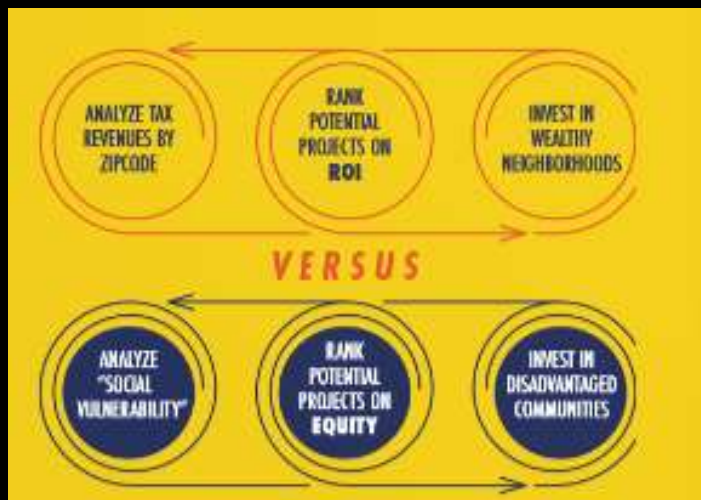 ANALYZE TAX
REVENUES BY
ZIPCODE
RANK
POTENTIAL
PROJECTS ON
ROI
INVEST IN
WEALTHY
NEIGHBORHOODS
VERSUS
ANALYZE
"SOCIAL
VULNERABILITY"
RANK
POTENTIAL
PROJECTS ON
EQUITY
INVEST IN
DISADVANTAGED
COMMUNITIES